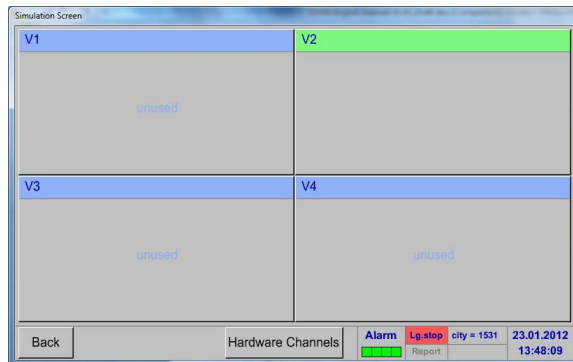 Simulation Screen
V1
V2
unused
V3
V4
unused
unused
Back
Hardware Channels
Alarm
Lg.stop
city = 1531
23.01.2012
Report
13:48:09